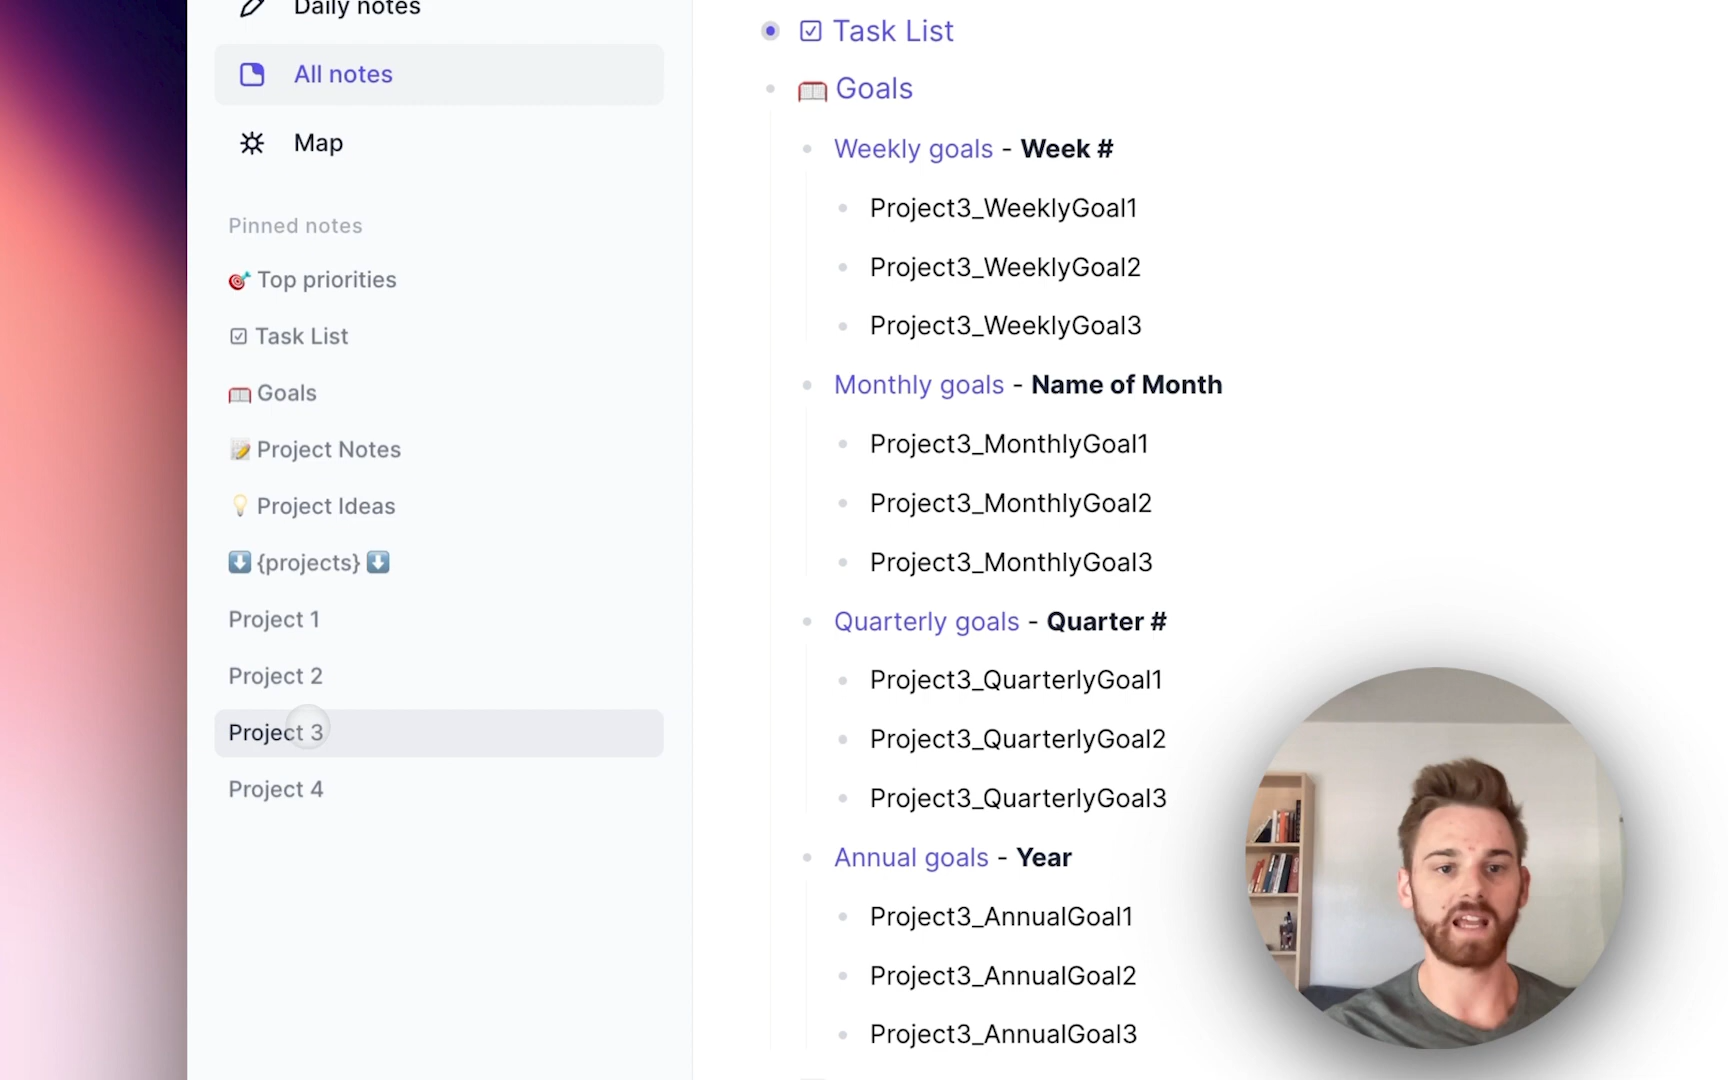 Daily notes
All notes
Map
Pinned notes
Top priorities
Task List
Goals
Project Notes
Project Ideas
{projects}
Project 1
Project 2
Project 3
Project 4
Task List
Goals
Weekly goals - Week #
Project3_WeeklyGoal1
Project3_WeeklyGoal2
Project3_WeeklyGoal3
Monthly goals - Name of Month
Project3_MonthlyGoal1
Project3_MonthlyGoal2
Project3_MonthlyGoal3
Quarterly goals - Quarter #
Project3_QuarterlyGoal1
Project3_QuarterlyGoal2
Project3_QuarterlyGoal3
Annual goals - Year
Project3_AnnualGoal1
Project3_AnnualGoal2
Project3_AnnualGoal3